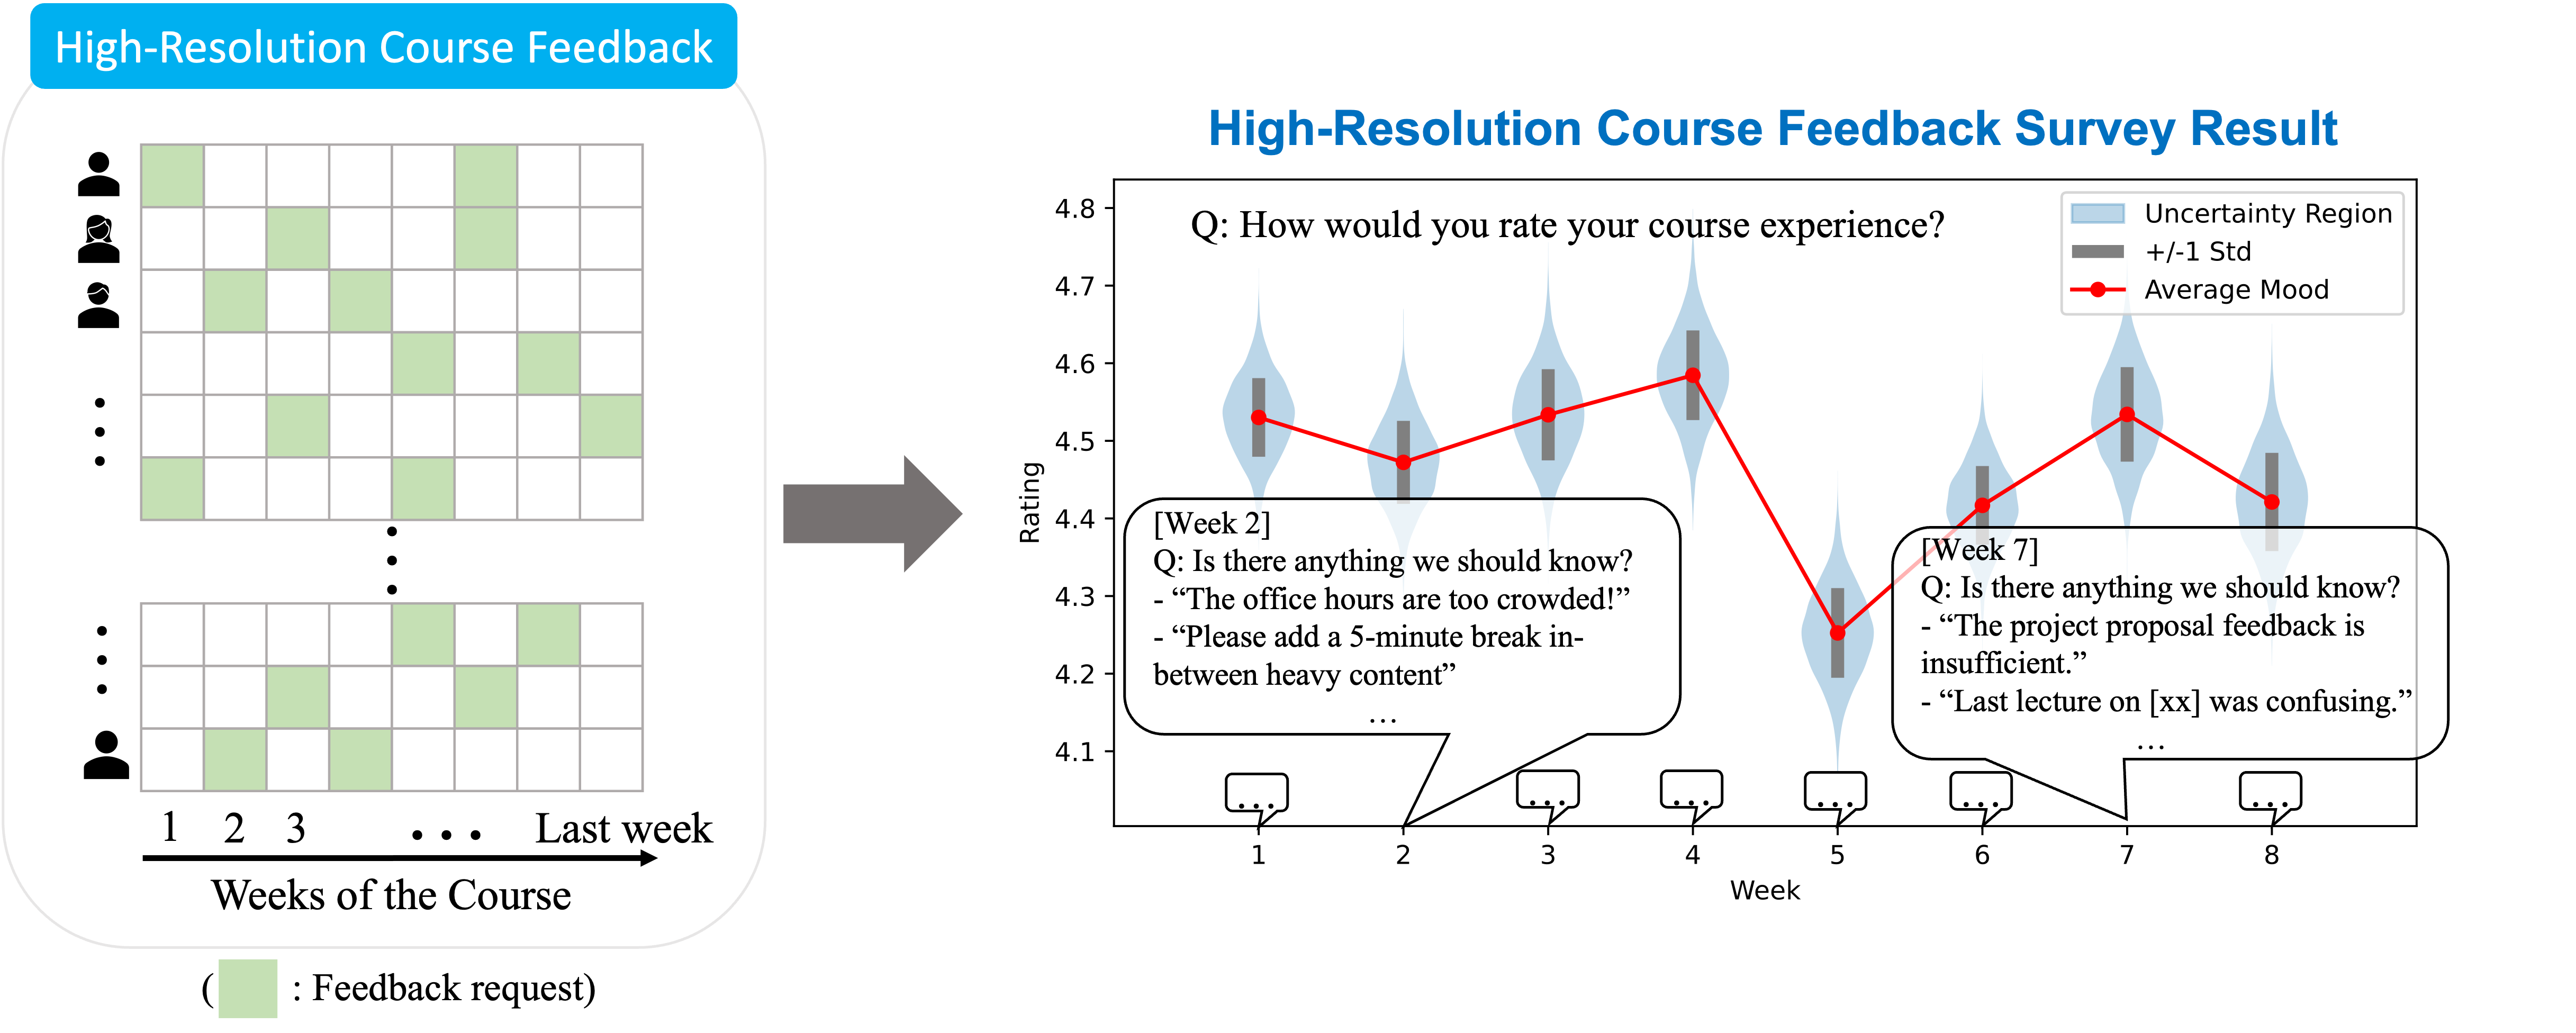 High-Resolution Course Feedback
1 2 3 ... Last week
Weeks of the Course
( : Feedback request)
High-Resolution Course Feedback Survey Result
Q: How would you rate your course experience?
Uncertainty Region
+/-1 Std
Average Mood
4.8
4.7
4.6
4.5
4.4
4.3
4.2
4.1
Rating
[Week 2]
Q: Is there anything we should know?
- “The office hours are too crowded!”
- “Please add a 5-minute break in-
between heavy content”
...
[Week 7]
Q: Is there anything we should know?
- “The project proposal feedback is
insufficient.”
- “Last lecture on [xx] was confusing.”
...
1 2 3 4 5 6 7 8
Week